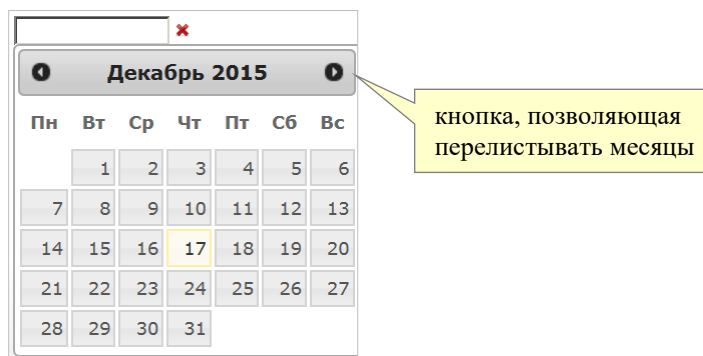 Декабрь 2015
Пн Вт Ср Чт Пт Сб Вс
1 2 3 4 5 6
7 8 9 10 11 12 13
14 15 16 17 18 19 20
21 22 23 24 25 26 27
28 29 30 31
кнопка, позволяющая
перелистывать месяцы